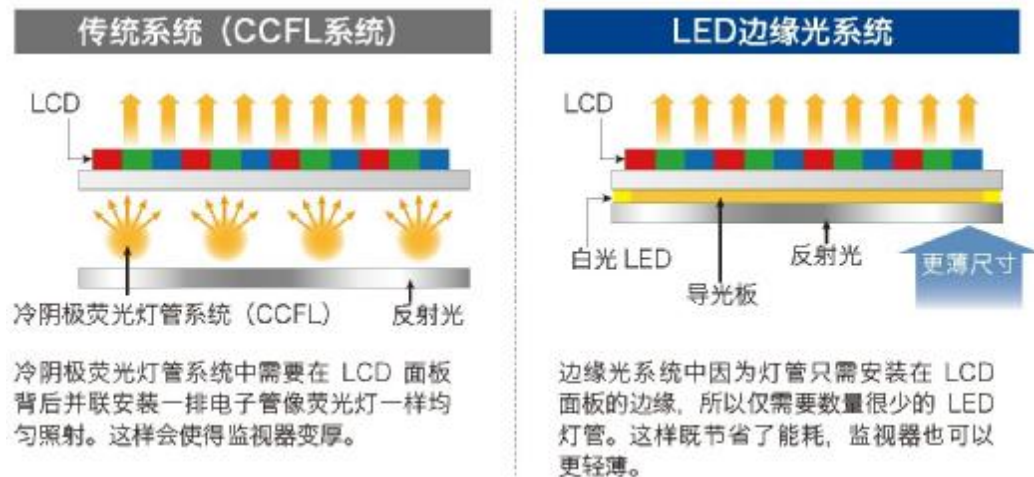 传统系统（CCFL系统）
LCD
冷阴极荧光灯管系统（CCFL）
反射光
冷阴极荧光灯管系统中需要在 LCD 面板
背后并联安装一排电子管像荧光灯一样均
匀照射。这样会使得监视器变厚。
LED边缘光系统
LCD
白光 LED
反射光
导光板
更薄尺寸
边缘光系统中因为灯管只需安装在 LCD
面板的边缘，所以仅需要数量很少的 LED
灯管。这样既节省了能耗，监视器也可以
更轻薄。